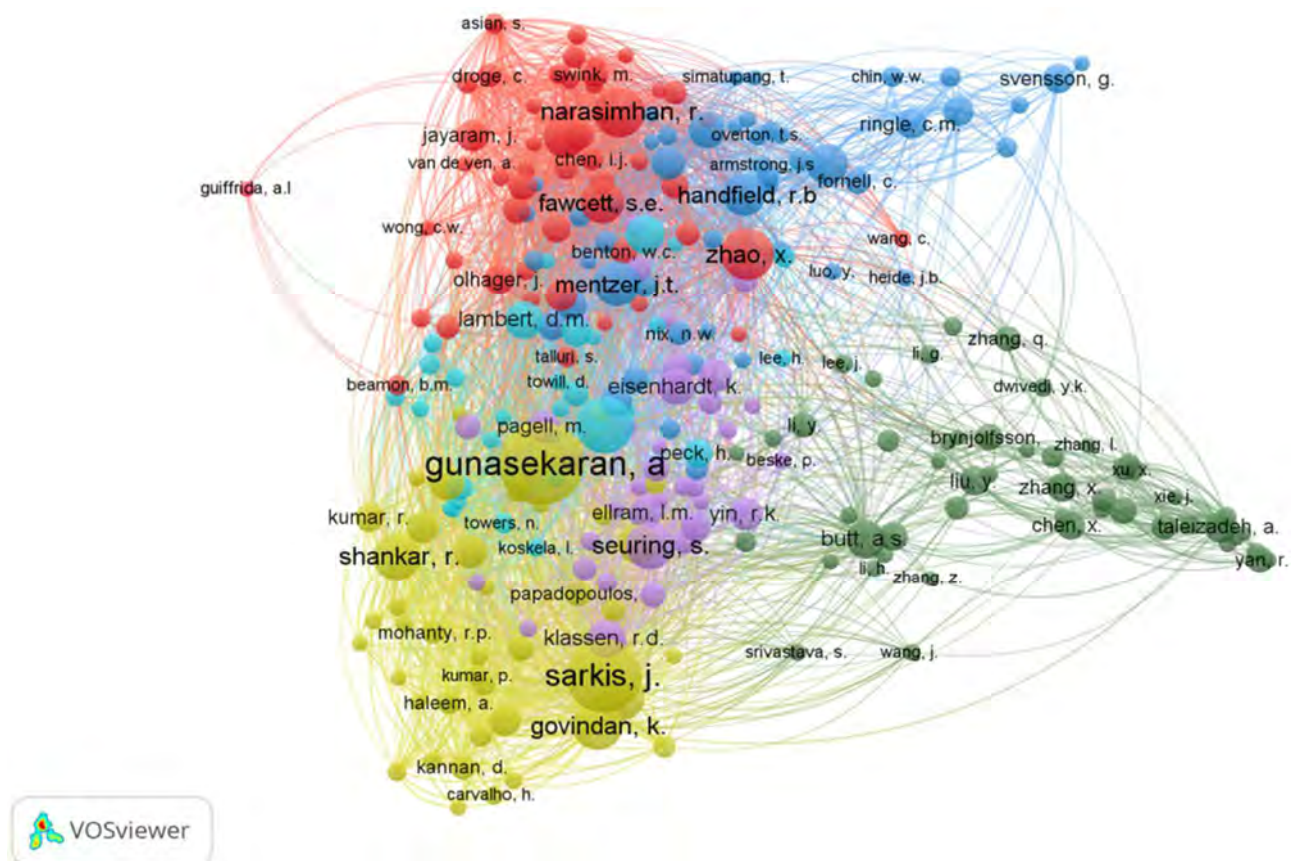 asian, s.
droge, c.
swink, m.
simatupang, t.
chin, w.w.
svensson, g.
narasimhan, r.
jayaram, j.
overton, t.s.
ringle, c.m.
van de ven, a.
chen, i.j.
armstrong, j.s
guiffrida, a.l
fawcett, s.e.
handfield, r.b
fornell, c.
wong, c.w.
benton, w.c.
zhao, x.
wang, c.
olhager, j.
mentzer, j.t.
luo, y.
heide, j.b.
lambert, d.m.
nix, n.w.
talluri, s.
lee, h.
lee, j.
li, g.
zhang, q.
beamon, b.m.
towill, d.
eisenhardt, k.
dwivedi, y.k.
pagell, m.
li, y
brynjolfsson,
zhang, l.
gunasekaran, a
peck, h.
beske, p.
liu, y.
zhang, x.
xu, x.
xie, j.
kumar, r.
towers, n.
ellram, l.m.
yin, r.k.
chen, x.
taleizadeh, a.
shankar, r.
koskela, l.
seuring, s.
butt, a.s
li, h.
zhang, z.
yan, r.
papadopoulos,
mohanty, r.p.
klassen, r.d.
srivastava, s.
wang, j.
kumar, p.
sarkis, j.
haleem, a.
govindan, k.
kannan, d.
carvalho, h.
VOSviewer